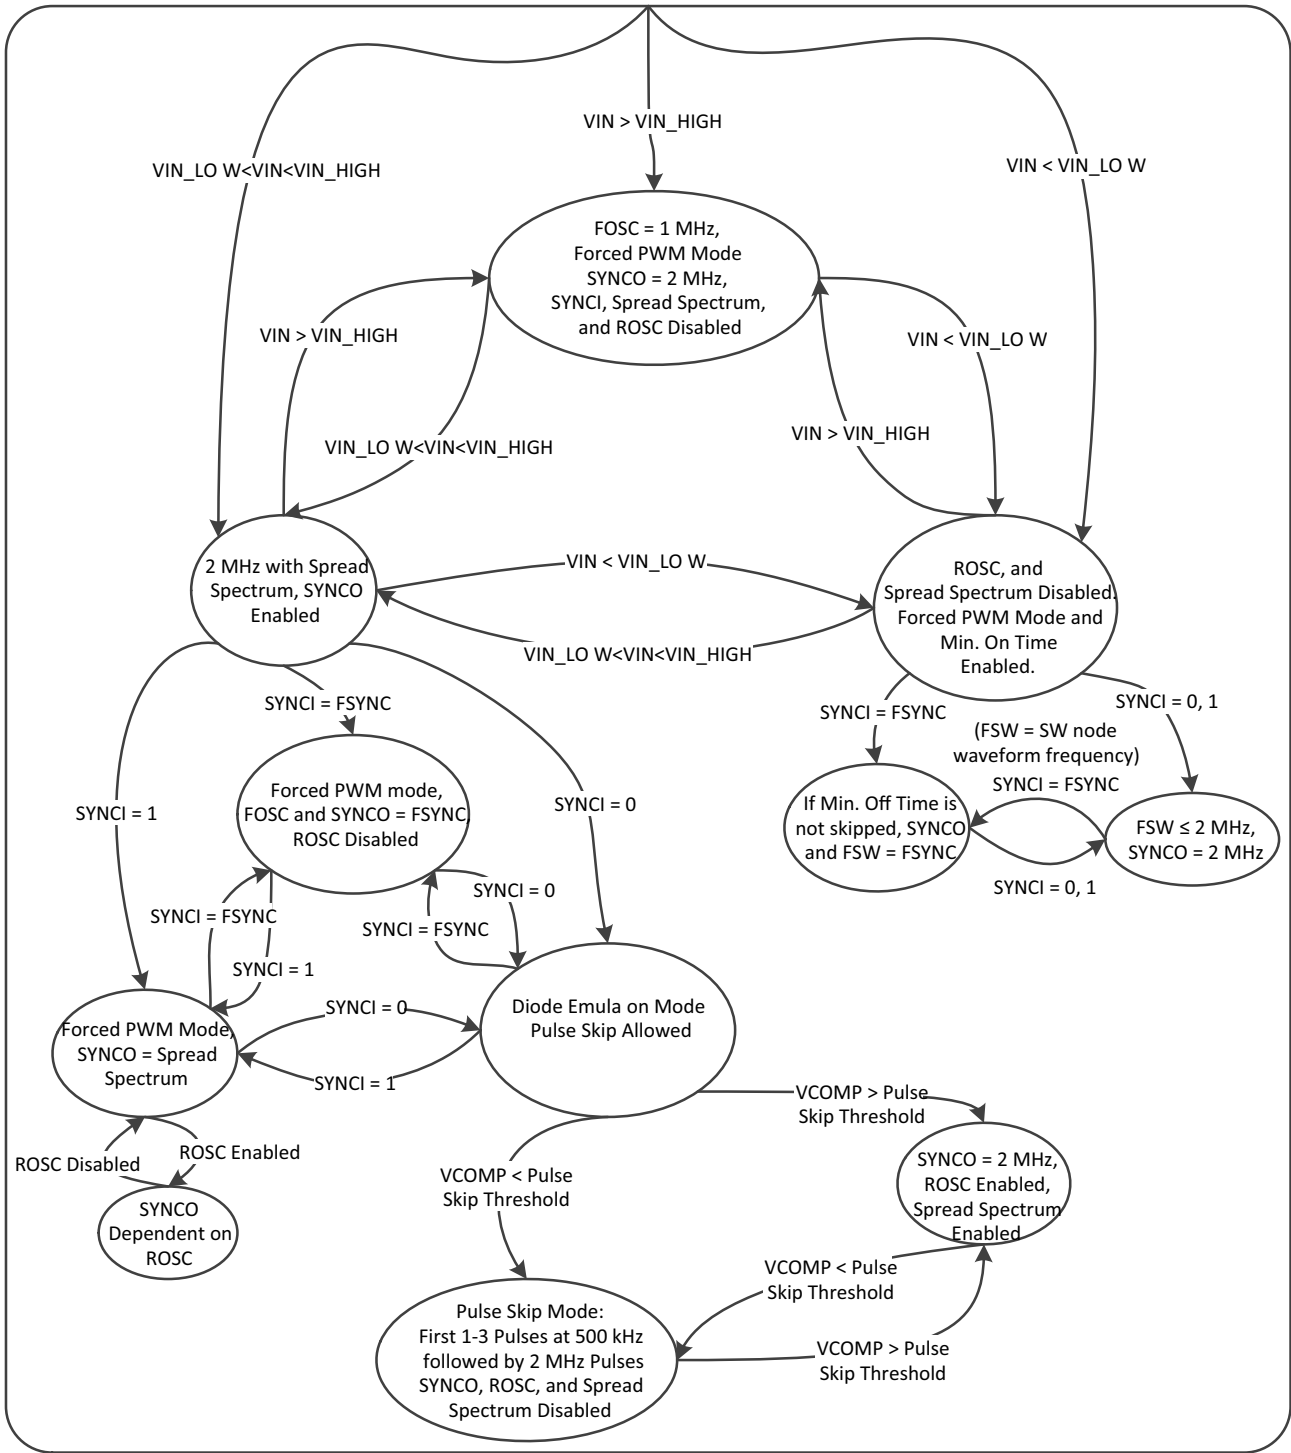 VIN > VIN_HIGH
VIN_LO W<VIN<VIN_HIGH
VIN < VIN_LO W
FOSC = 1 MHz,
Forced PWM Mode
SYNCO = 2 MHz,
SYNCI, Spread Spectrum,
and ROSC Disabled
VIN > VIN_HIGH
VIN < VIN_LO W
VIN_LO W<VIN<VIN_HIGH
VIN > VIN_HIGH
2 MHz with Spread
Spectrum, SYNCO
Enabled
VIN < VIN_LO W
VIN_LO W<VIN<VIN_HIGH
ROSC, and
Spread Spectrum Disabled.
Forced PWM Mode and
Min. On Time
Enabled.
SYNCI = FSYNC
SYNCI = FSYNC
SYNCI = 0, 1
(FSW = SW node
waveform frequency)
SYNCI = FSYNC
Forced PWM mode,
FOSC and SYNCO = FSYNC,
ROSC Disabled
SYNCI = 1
SYNCI = 0
If Min. Off Time is
not skipped, SYNCO
and FSW = FSYNC
FSW ≤ 2 MHz,
SYNCO = 2 MHz
SYNCI = 0, 1
SYNCI = 0
SYNCI = FSYNC
SYNCI = FSYNC
SYNCI = 1
SYNCI = 0
Diode Emula on Mode
Pulse Skip Allowed
Forced PWM Mode,
SYNCO = Spread
Spectrum
SYNCI = 1
VCOMP > Pulse
Skip Threshold
ROSC Disabled
ROSC Enabled
VCOMP < Pulse
Skip Threshold
SYNCO = 2 MHz,
ROSC Enabled,
Spread Spectrum
Enabled
SYNCO
Dependent on
ROSC
VCOMP < Pulse
Skip Threshold
Pulse Skip Mode:
First 1-3 Pulses at 500 kHz
followed by 2 MHz Pulses
SYNCO, ROSC, and Spread
Spectrum Disabled
VCOMP > Pulse
Skip Threshold